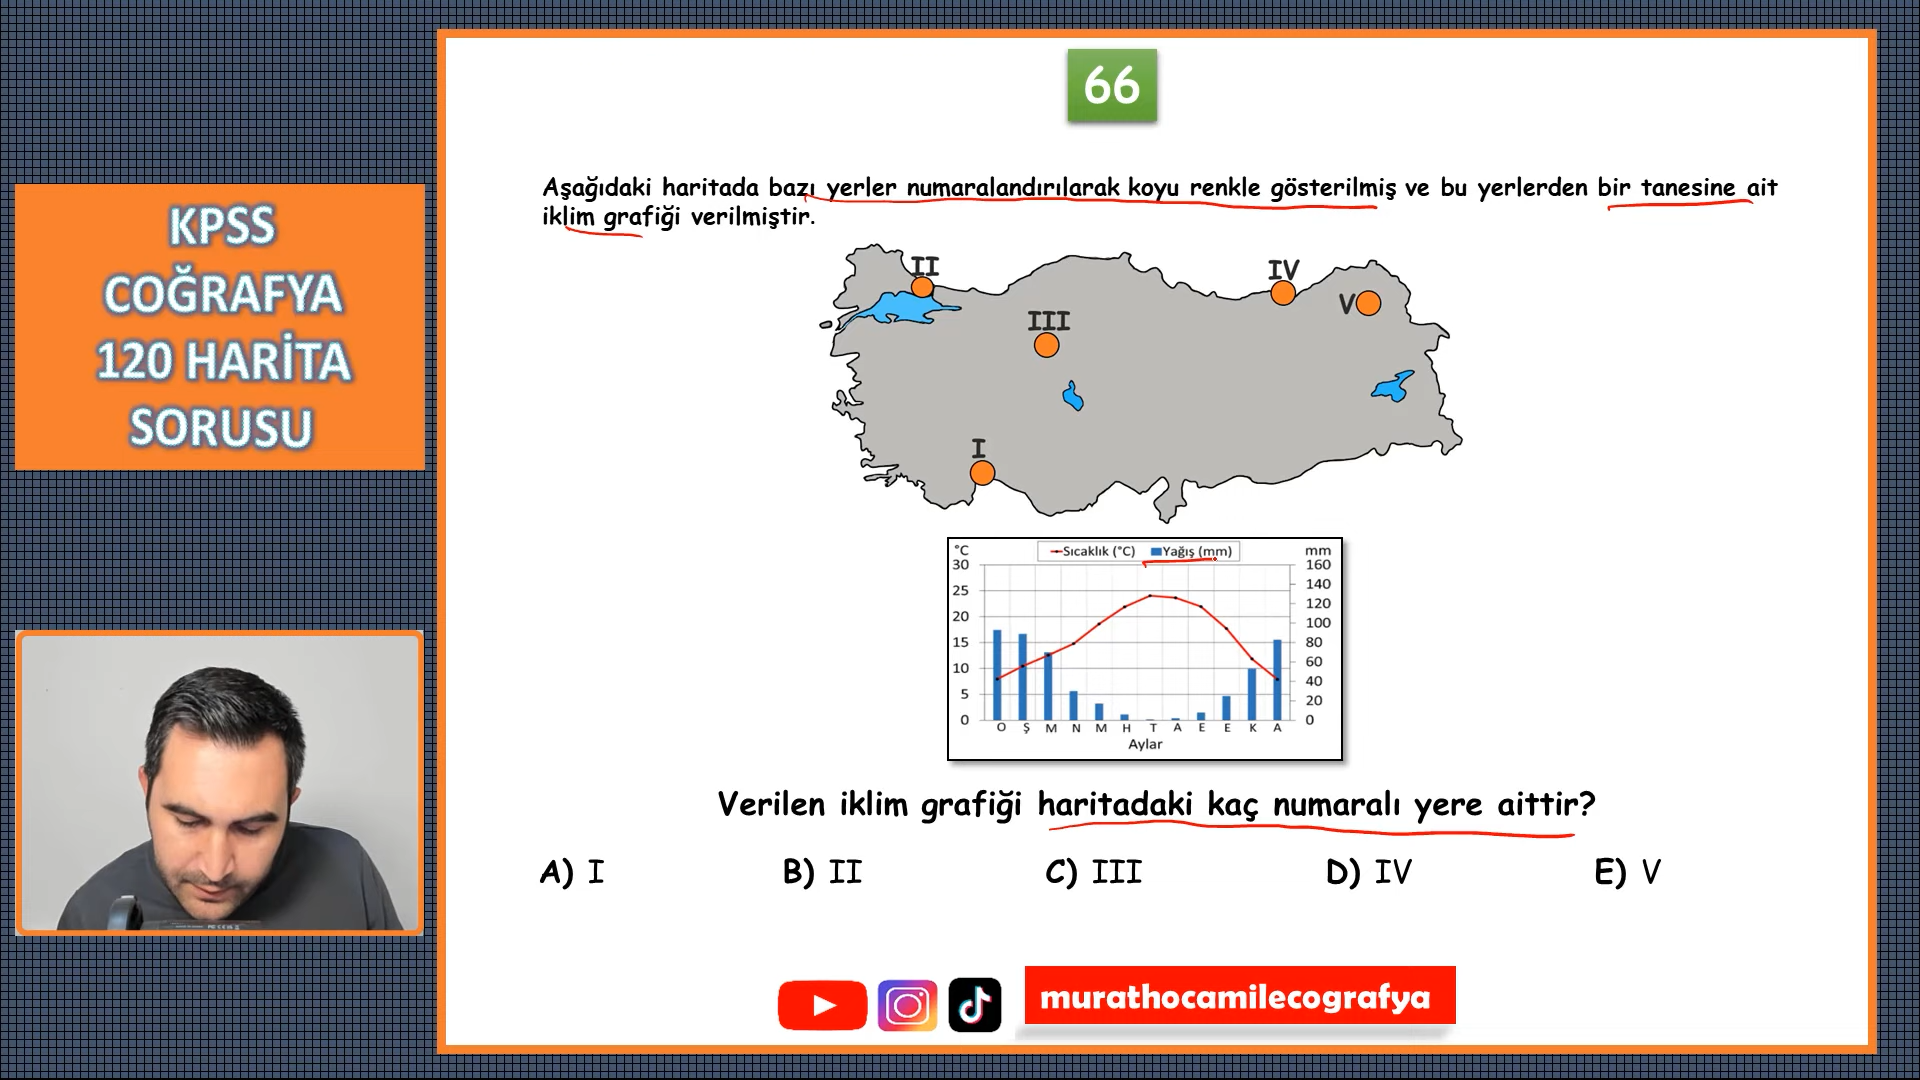 66
KPSS
COĞRAFYA
120 HARİTA
SORUSU
Aşağıdaki haritada bazı yerler numaralandırılarak koyu renkle gösterilmiş ve bu yerlerden bir tanesine ait
iklim grafiği verilmiştir.
II
IV
V
III
I
°C
Sıcaklık (°C)
Yağış (mm)
mm
30
25
20
15
10
5
0
160
140
120
100
80
60
40
20
0
O Ş M N M H T A E E K A
Aylar
Verilen iklim grafiği haritadaki kaç numaralı yere aittir?
A) I B) II C) III D) IV E) V
murathocamilecografya